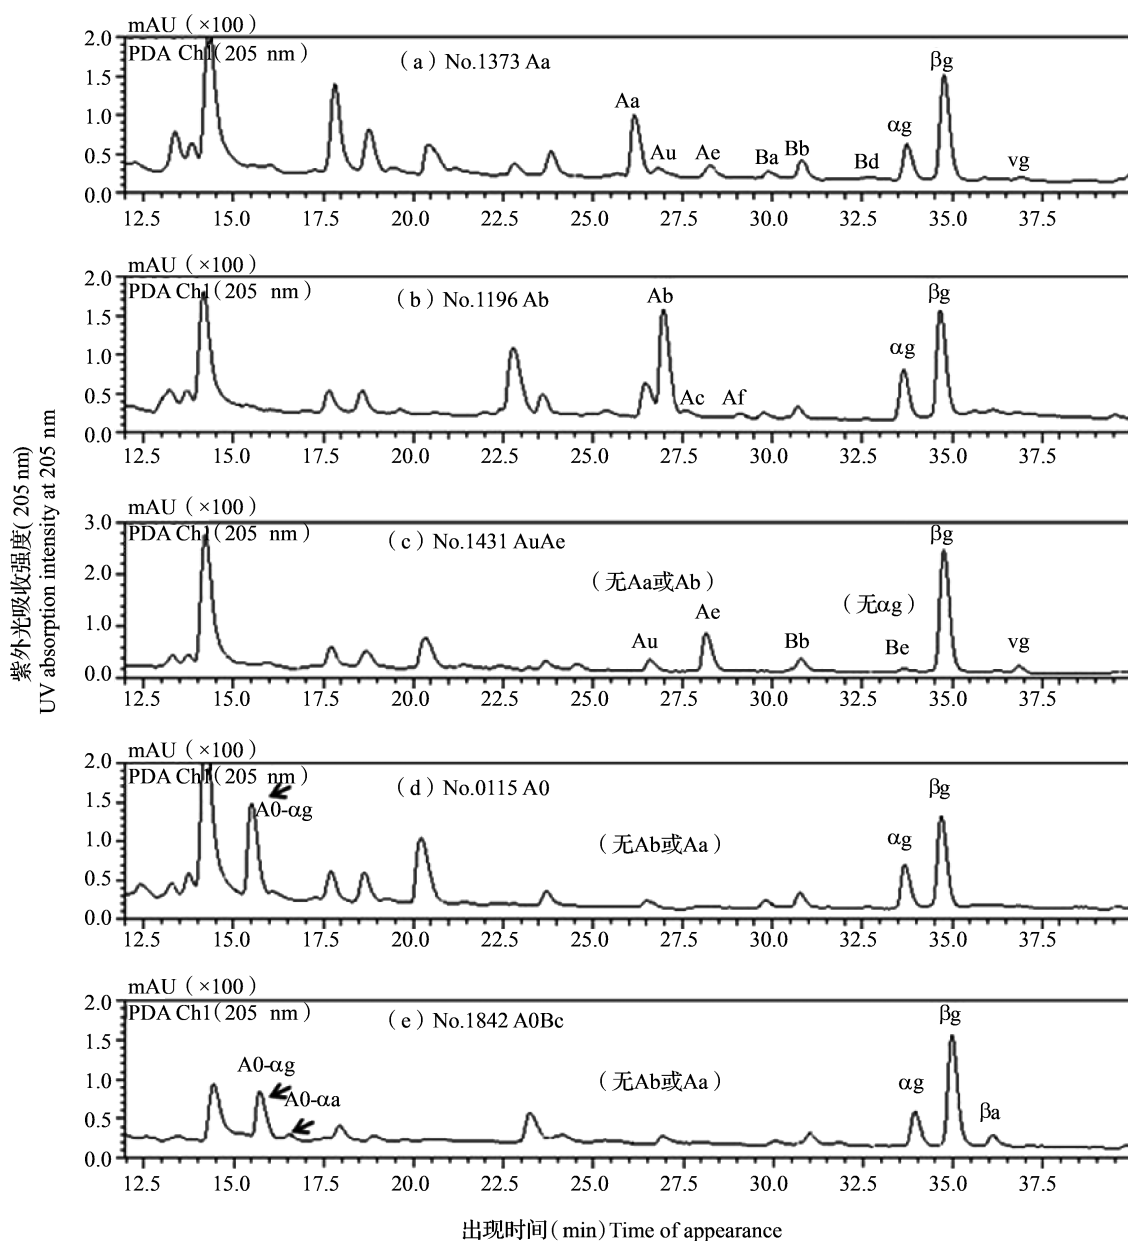 mAU（×100）
2.0
PDA Ch1(205 nm)
（a）No.1373 Aa
βg
1.5
Aa
αg
1.0
Au
Ae
Ba
Bb
Bd
νg
0.5
0.0
12.5 15.0 17.5 20.0 22.5 25.0 27.5 30.0 32.5 35.0 37.5
mAU（×100）
2.0
PDA Ch1(205 nm)
（b）No.1196 Ab
Ab
βg
1.5
αg
1.0
Ac
Af
0.5
0.0
12.5 15.0 17.5 20.0 22.5 25.0 27.5 30.0 32.5 35.0 37.5
紫外光吸收强度(205 nm)
UV absorption intensity at 205 nm
mAU（×100）
3.0
PDA Ch1(205 nm)
（c）No.1431 AuAe
βg
（无Aa或Ab）
2.0
（无αg）
Ae
1.0
Au
Bb
Be
νg
0.0
12.5 15.0 17.5 20.0 22.5 25.0 27.5 30.0 32.5 35.0 37.5
mAU（×100）
2.0
PDA Ch1(205 nm)
（d）No.0115 A0
βg
1.5
A0-αg
（无Ab或Aa）
αg
1.0
0.5
0.0
12.5 15.0 17.5 20.0 22.5 25.0 27.5 30.0 32.5 35.0 37.5
mAU（×100）
2.0
PDA Ch1(205 nm)
（e）No.1842 A0Bc
βg
1.5
A0-αg
（无Ab或Aa）
αg
1.0
A0-αa
βa
0.5
0.0
12.5 15.0 17.5 20.0 22.5 25.0 27.5 30.0 32.5 35.0 37.5
出现时间(min) Time of appearance